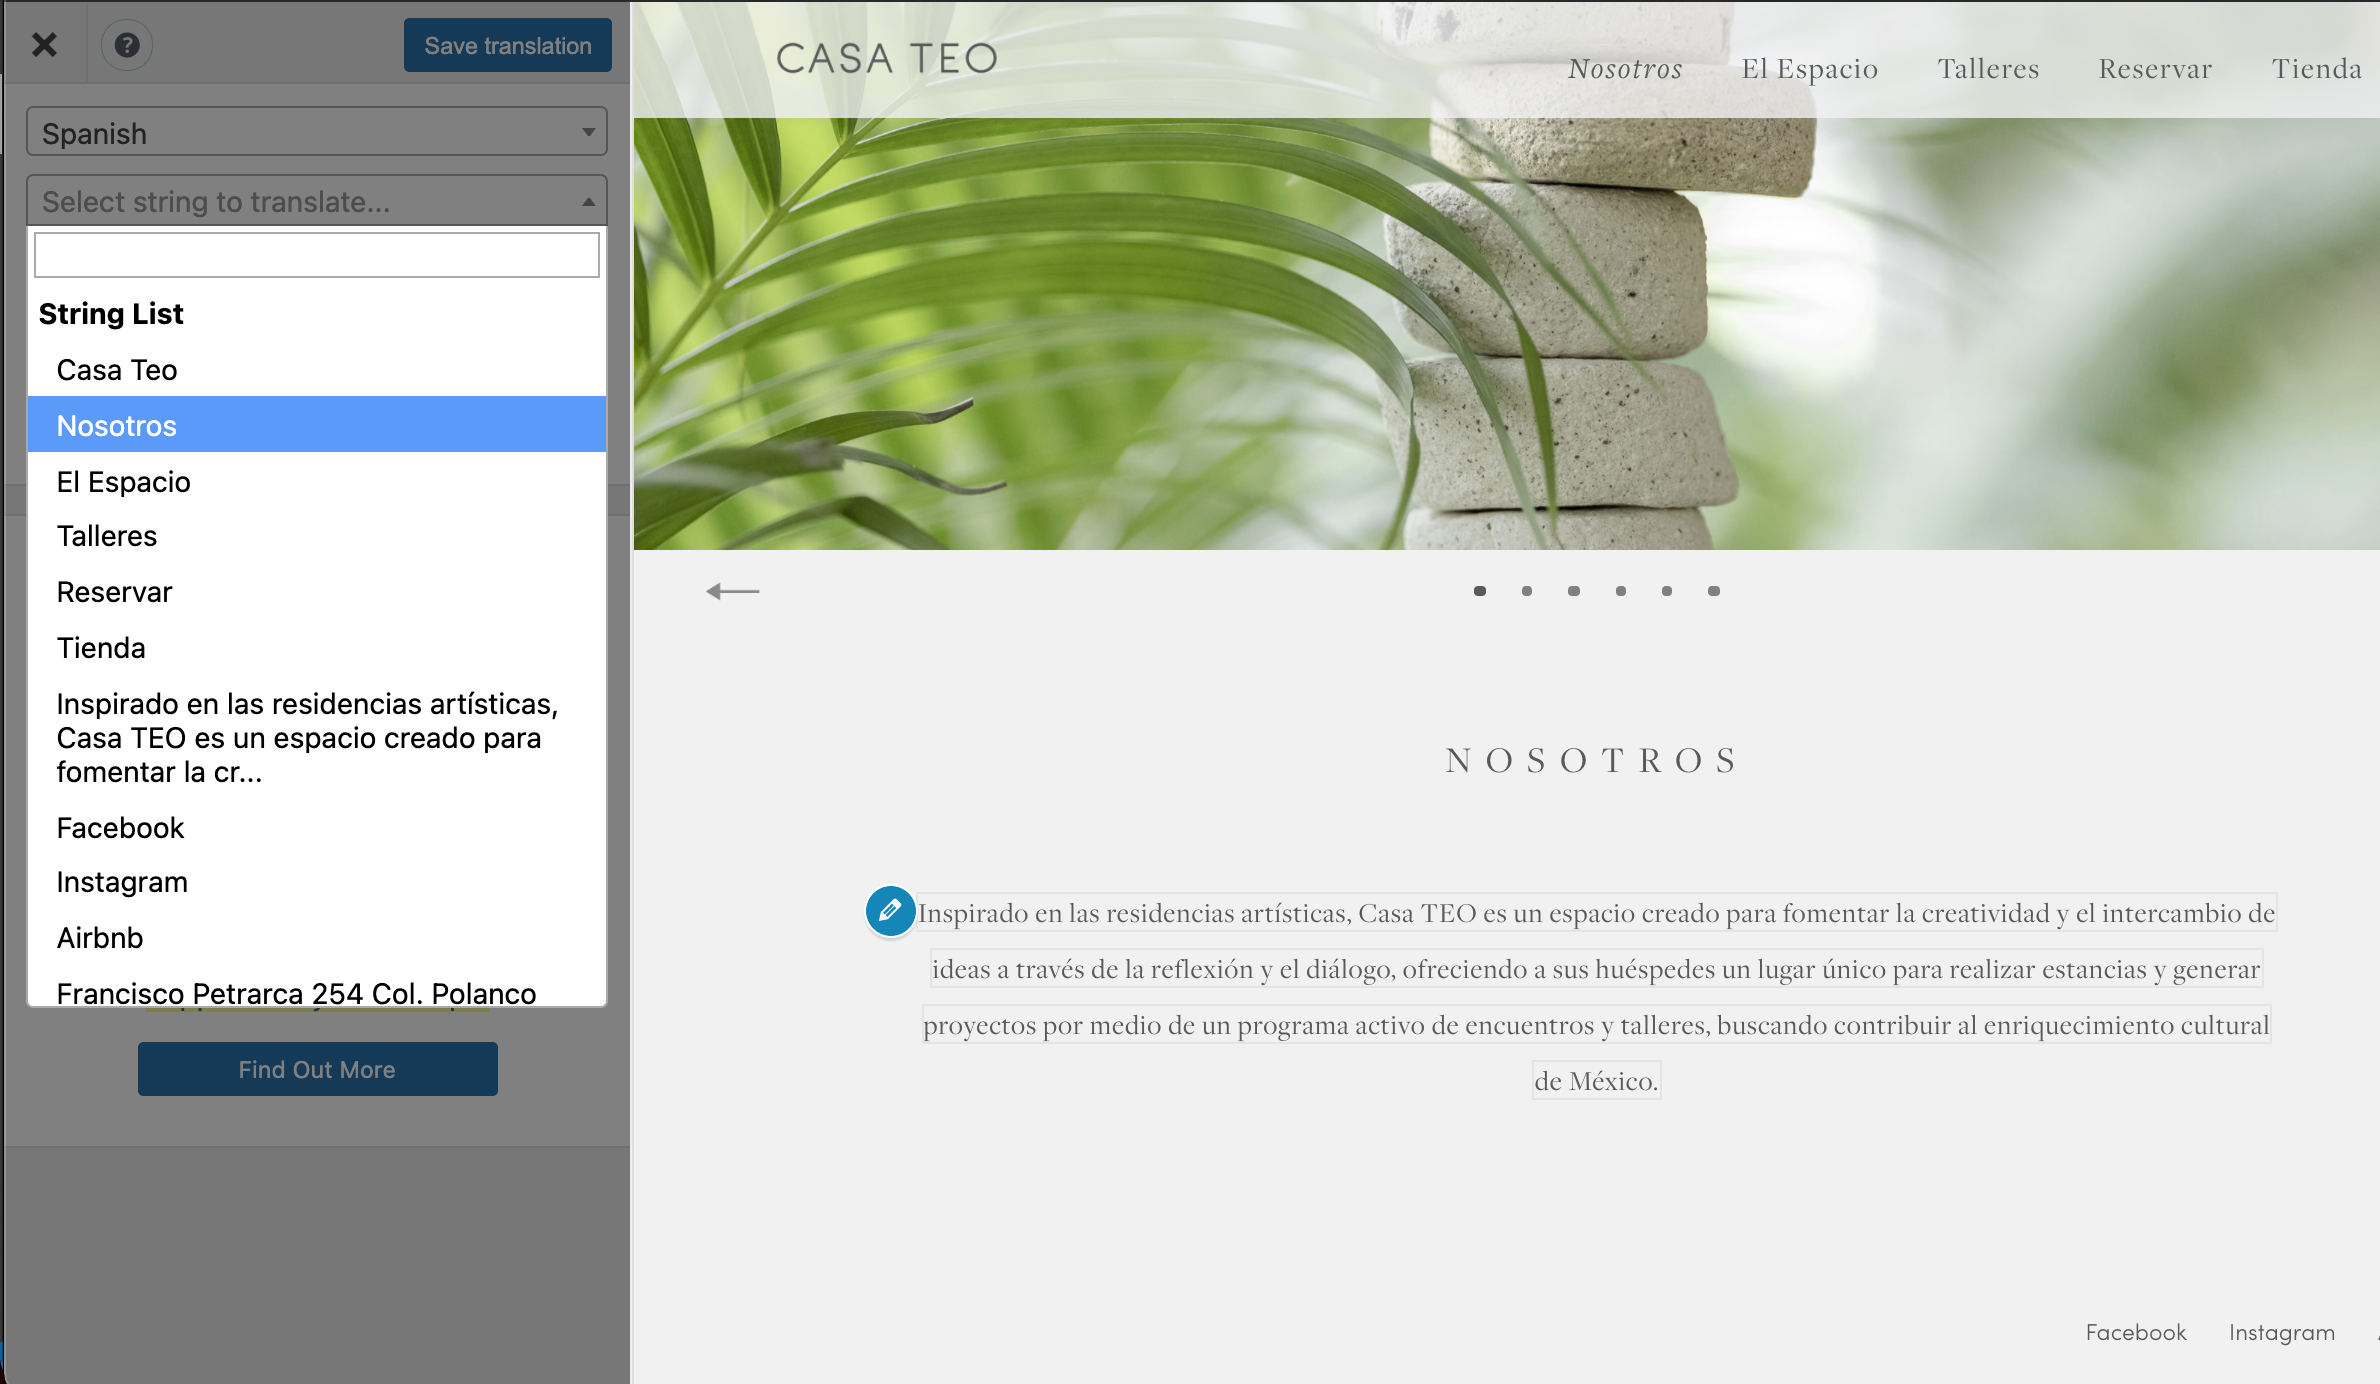 Save translation
Spanish
Select string to translate...
String List
Casa Teo
Nosotros
El Espacio
Talleres
Reservar
Tienda
Inspirado en las residencias artísticas,
Casa TEO es un espacio creado para
fomentar la cr...
Facebook
Instagram
Airbnb
Francisco Petrarca 254 Col. Polanco
Find Out More
CASA TEO
Nosotros El Espacio Talleres Reservar Tienda
NOSOTROS
Inspirado en las residencias artísticas, Casa TEO es un espacio creado para fomentar la creatividad y el intercambio de
ideas a través de la reflexión y el diálogo, ofreciendo a sus huéspedes un lugar único para realizar estancias y generar
proyectos por medio de un programa activo de encuentros y talleres, buscando contribuir al enriquecimiento cultural
de México.
Facebook Instagram